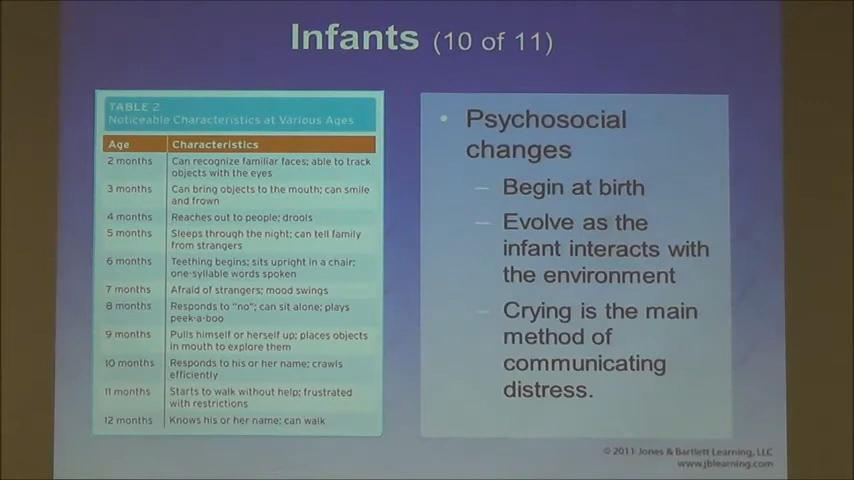 Infants (10 of 11)
TABLE 2
Noticeable Characteristics at Various Ages
Age Characteristics
2 months Can recognize familiar faces; able to track
objects with the eyes
3 months Can bring objects to the mouth; can smile
and frown
4 months Reaches out to people; drools
5 months Sleeps through the night; can tell family
from strangers
6 months Teething begins; sits upright in a chair;
one-syllable words spoken
7 months Afraid of strangers; mood swings
8 months Responds to "no"; can sit alone; plays
peek-a-boo
9 months Pulls himself or herself up; places objects
in mouth to explore them
10 months Responds to his or her name; crawls
efficiently
11 months Starts to walk without help; frustrated
with restrictions
12 months Knows his or her name; can walk
• Psychosocial
changes
– Begin at birth
– Evolve as the
infant interacts with
the environment
– Crying is the main
method of
communicating
distress.
© 2011 Jones & Bartlett Learning, LLC
www.jblearning.com